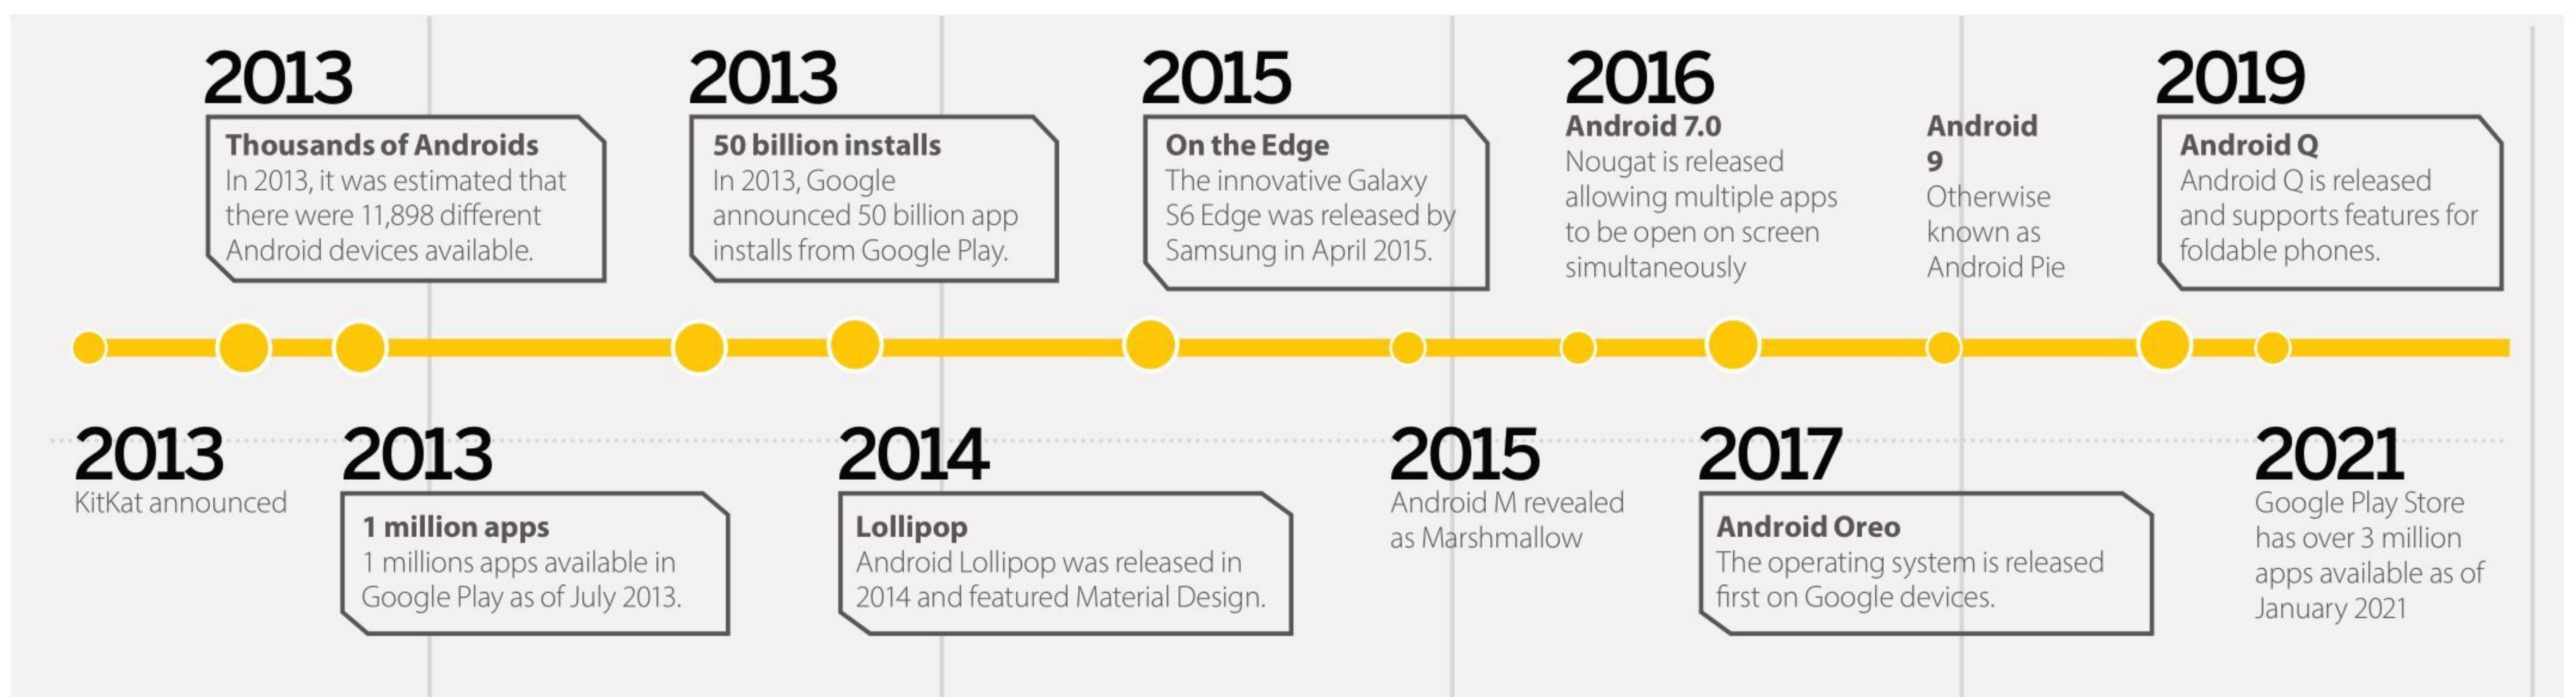 2013
Thousands of Androids
In 2013, it was estimated that
there were 11,898 different
Android devices available.
2013
50 billion installs
In 2013, Google
announced 50 billion app
installs from Google Play.
2015
On the Edge
The innovative Galaxy
S6 Edge was released by
Samsung in April 2015.
2016
Android 7.0
Nougat is released
allowing multiple apps
to be open on screen
simultaneously
Android
9
Otherwise
known as
Android Pie
2019
Android Q
Android Q is released
and supports features for
foldable phones.
2013
KitKat announced
2013
1 million apps
1 millions apps available in
Google Play as of July 2013.
2014
Lollipop
Android Lollipop was released in
2014 and featured Material Design.
2015
Android M revealed
as Marshmallow
2017
Android Oreo
The operating system is released
first on Google devices.
2021
Google Play Store
has over 3 million
apps available as of
January 2021